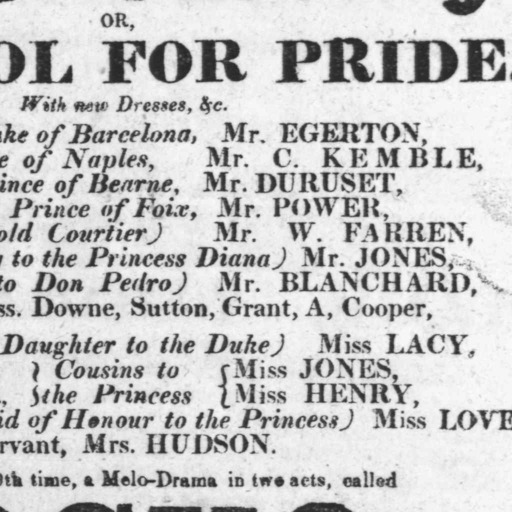 OR,
OL FOR PRIDE.
With new Dresses, &c.
ke of Barcelona, Mr. EGERTON,
e of Naples, Mr. C. KEMBLE,
ince of Bearne, Mr. DURUSET,
Prince of Foix, Mr. POWER,
old Courtier) Mr. W. FARREN,
to the Princess Diana) Mr. JONES,
to Don Pedro) Mr. BLANCHARD,
ss. Downe, Sutton, Grant, A, Cooper,
Daughter to the Duke) Miss LACY,
} Cousins to { Miss JONES,
., } the Princess { Miss HENRY,
id of Honour to the Princess) Miss LOVE
rvant, Mrs. HUDSON.
th time, a Melo-Drama in two acts, called